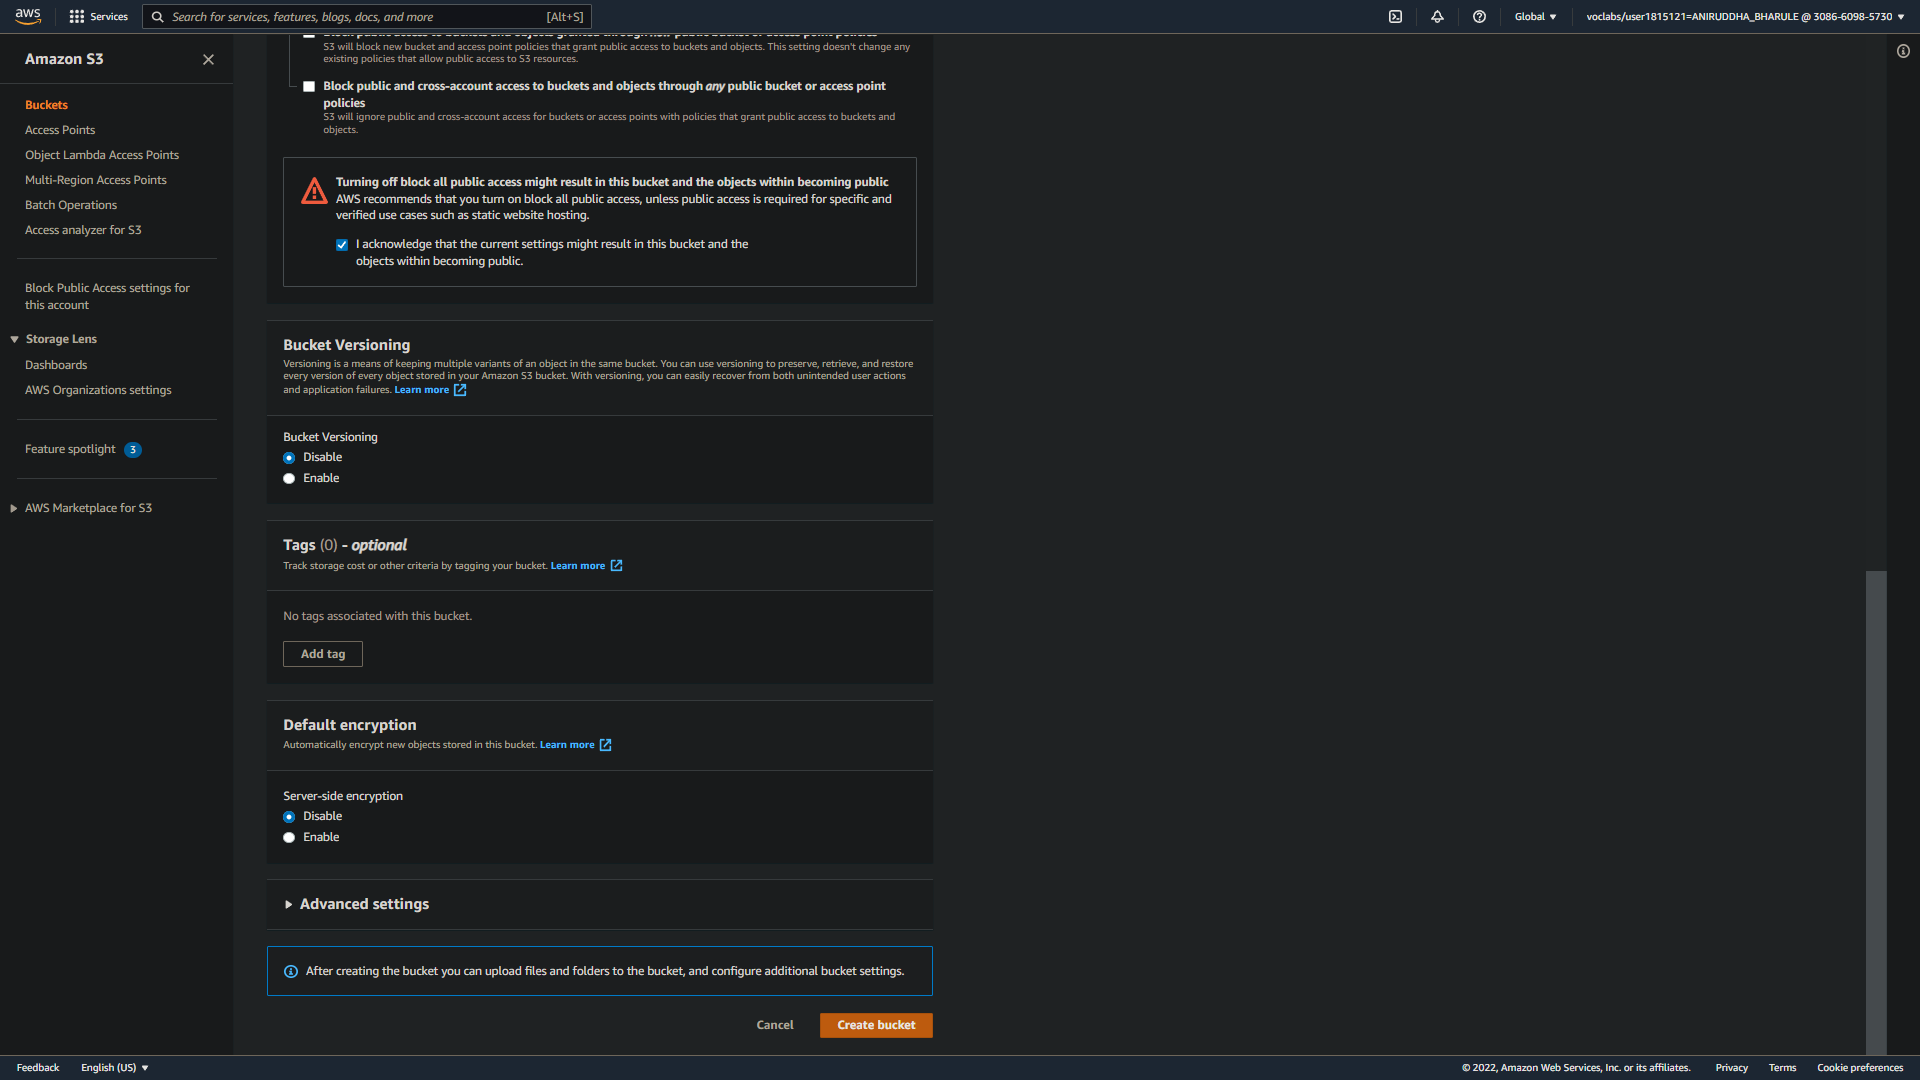 aws
Services
Search for services, features, blogs, docs, and more
[Alt+S]
Global
voclabs/user1815121=ANIRUDDHA_BHARULE @ 3086-6098-5730
Amazon S3
Buckets
Access Points
Object Lambda Access Points
Multi-Region Access Points
Batch Operations
Access analyzer for S3
Block Public Access settings for
this account
Storage Lens
Dashboards
AWS Organizations settings
Feature spotlight 3
AWS Marketplace for S3
Block public access to buckets and objects granted through new public bucket or access point policies
S3 will block new bucket and access point policies that grant public access to buckets and objects. This setting doesn't change any
existing policies that allow public access to S3 resources.
Block public and cross-account access to buckets and objects through any public bucket or access point
policies
S3 will ignore public and cross-account access for buckets or access points with policies that grant public access to buckets and
objects.
Turning off block all public access might result in this bucket and the objects within becoming public
AWS recommends that you turn on block all public access, unless public access is required for specific and
verified use cases such as static website hosting.
I acknowledge that the current settings might result in this bucket and the
objects within becoming public.
Bucket Versioning
Versioning is a means of keeping multiple variants of an object in the same bucket. You can use versioning to preserve, retrieve, and restore
every version of every object stored in your Amazon S3 bucket. With versioning, you can easily recover from both unintended user actions
and application failures. Learn more
Bucket Versioning
Disable
Enable
Tags (0) - optional
Track storage cost or other criteria by tagging your bucket. Learn more
No tags associated with this bucket.
Add tag
Default encryption
Automatically encrypt new objects stored in this bucket. Learn more
Server-side encryption
Disable
Enable
Advanced settings
After creating the bucket you can upload files and folders to the bucket, and configure additional bucket settings.
Cancel
Create bucket
Feedback
English (US)
© 2022, Amazon Web Services, Inc. or its affiliates.
Privacy
Terms
Cookie preferences